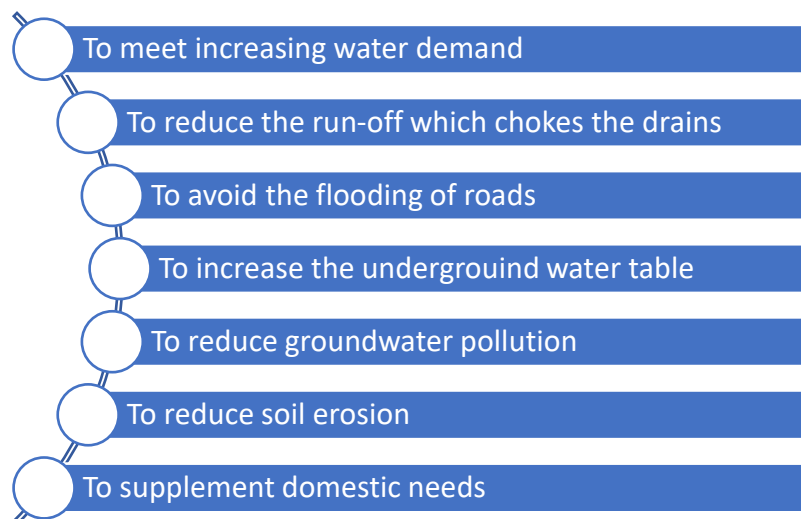 To meet increasing water demand
To reduce the run-off which chokes the drains
To avoid the flooding of roads
To increase the undergrouind water table
To reduce groundwater pollution
To reduce soil erosion
To supplement domestic needs